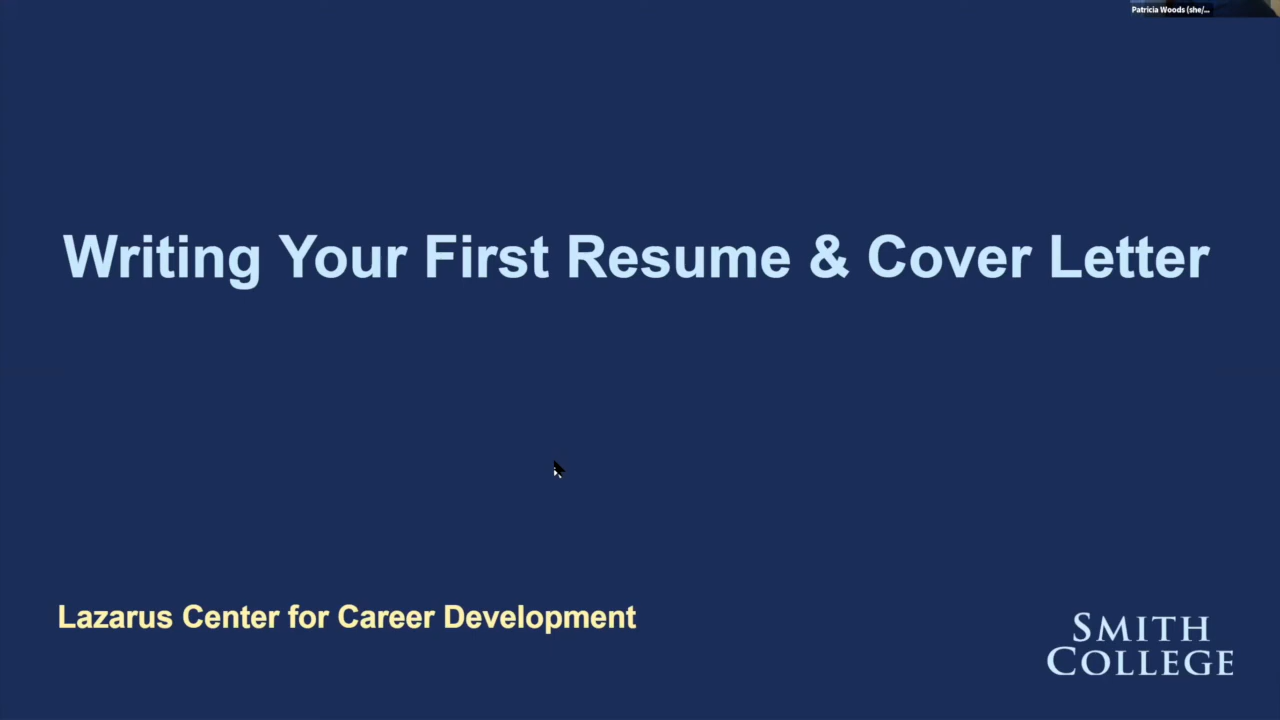 Patricia Woods (she/...
Writing Your First Resume & Cover Letter
Lazarus Center for Career Development
SMITH
COLLEGE